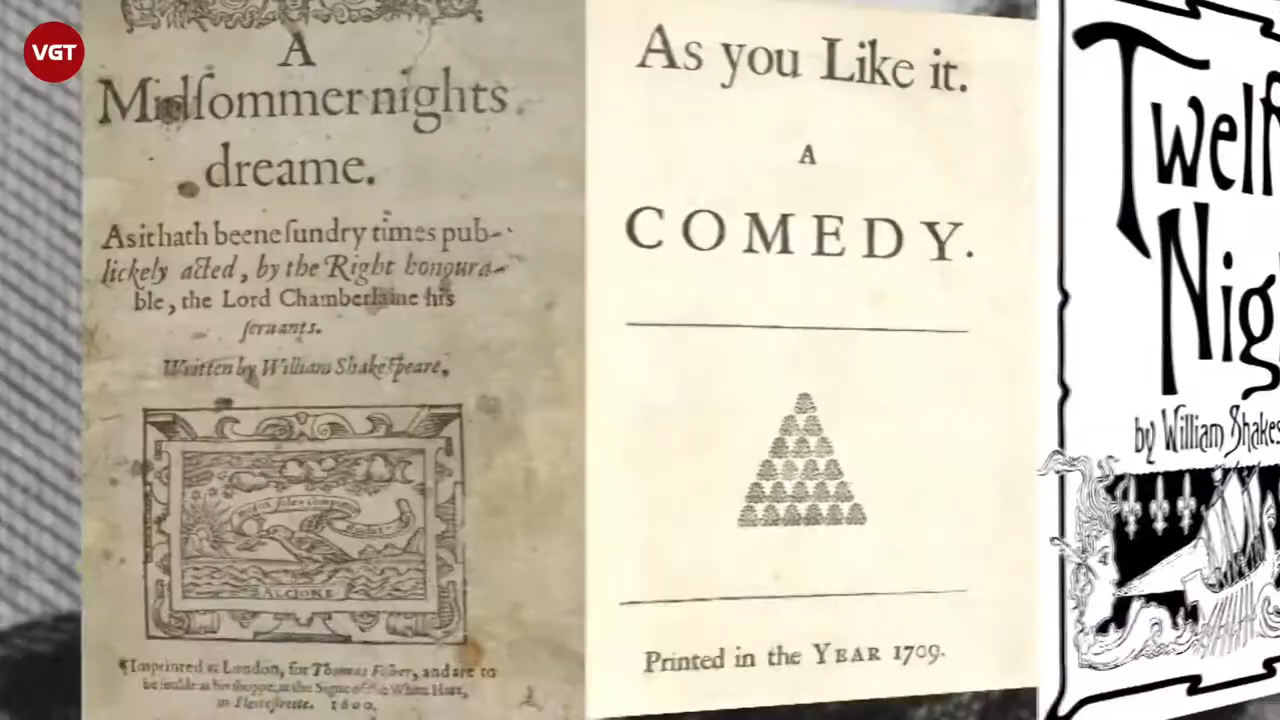 VGT
A
Midſommer nights
dreame.
As it hath beene ſundry times pub-
lickely acted, by the Right honoura-
ble, the Lord Chamberlaine his
ſeruants.
Written by William Shakeſpeare.
ALCIONE
¶Imprinted at London, for Thomas Fiſher, and are to
be ſoulde at his ſhoppe, at the Signe of the White Hart,
in Fleeteſtreete. 1600.
As you Like it.
A
COMEDY.
Printed in the YEAR 1709.
Twelf
Nig
by William Shakes